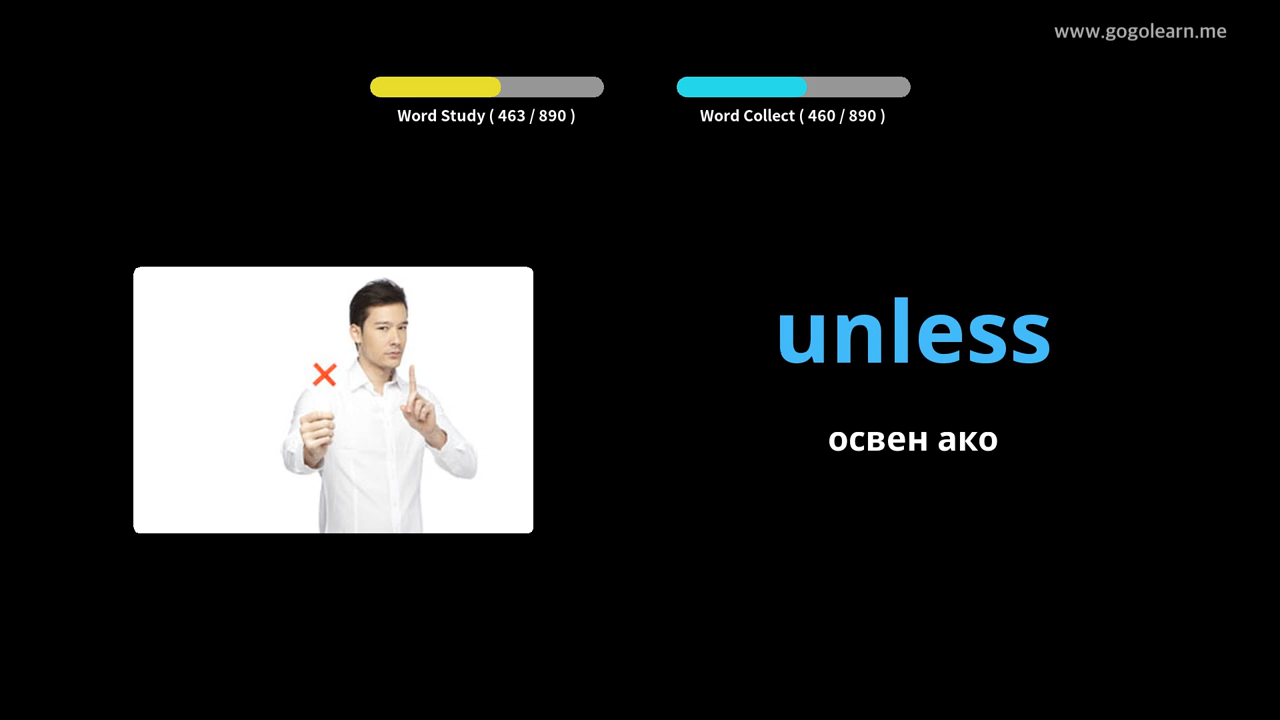 www.gogolearn.me
Word Study ( 463 / 890 )
Word Collect ( 460 / 890 )
unless
освен ако